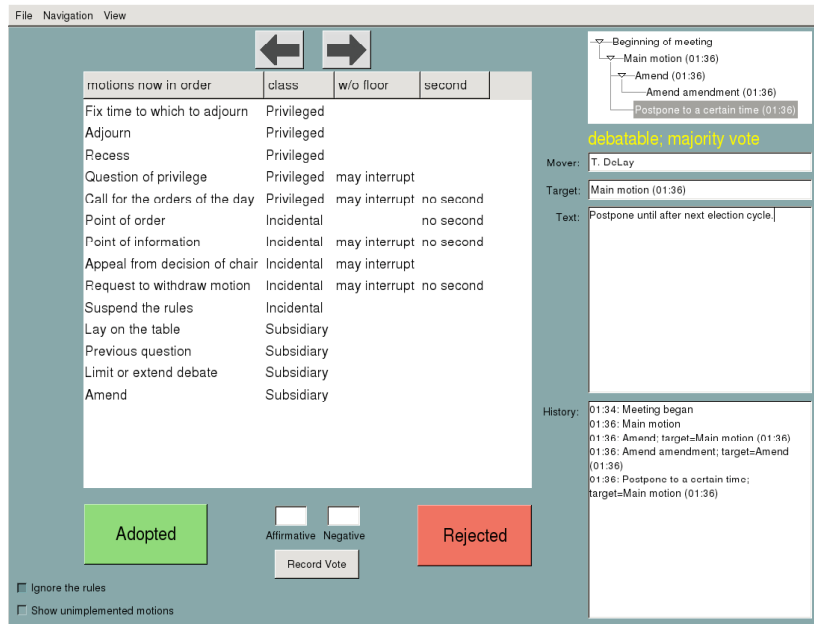 File Navigation View
motions now in order class w/o floor second
Fix time to which to adjourn Privileged
Adjourn Privileged
Recess Privileged
Question of privilege Privileged may interrupt
Call for the orders of the day Privileged may interrupt no second
Point of order Incidental no second
Point of information Incidental may interrupt no second
Appeal from decision of chair Incidental may interrupt
Request to withdraw motion Incidental may interrupt no second
Suspend the rules Incidental
Lay on the table Subsidiary
Previous question Subsidiary
Limit or extend debate Subsidiary
Amend Subsidiary
Adopted
Affirmative Negative
Record Vote
Rejected
Ignore the rules
Show unimplemented motions
Beginning of meeting
Main motion (01:36)
Amend (01:36)
Amend amendment (01:36)
Postpone to a certain time (01:36)
debatable; majority vote
Mover: T. DeLay
Target: Main motion (01:36)
Text: Postpone until after next election cycle.
History: 01:34: Meeting began
01:36: Main motion
01:36: Amend; target=Main motion (01:36)
01:36: Amend amendment; target=Amend
(01:36)
01:36: Postpone to a certain time;
target=Main motion (01:36)